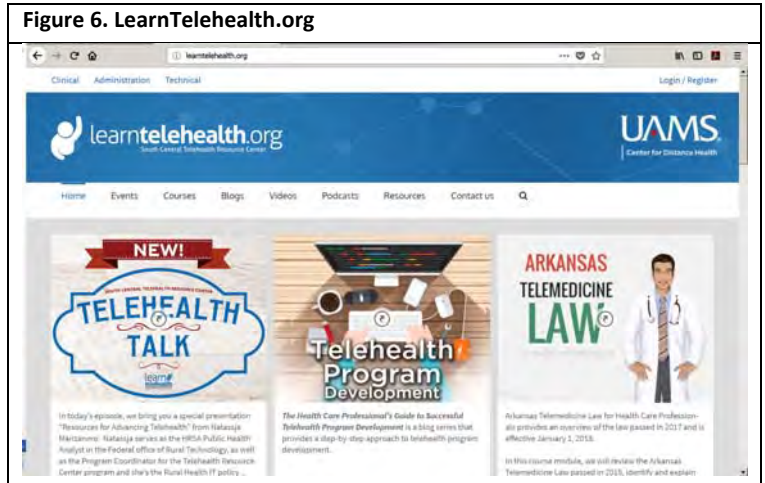 Figure 6. LearnTelehealth.org
learntelehealth.org
Clinical Administration Technical
Login / Register
learntelehealth.org
South Central Telehealth Resource Center
UAMS
Center for Distance Health
Home Events Courses Blogs Videos Podcasts Resources Contact us
NEW!
SOUTH CENTRAL TELEHEALTH RESOURCE CENTER
TELEHEALTH
TALK
learn
Telehealth
Program
Development
ARKANSAS
TELEMEDICINE
LAW
In today's episode, we bring
you a special presentation
"Resources for Advancing
Telehealth" from Natassja
Manzanero. Natassja serves
as the HRSA Public Health
Analyst in the Federal office
of Rural Technology, as well
as the Program Coordinator
for the Telehealth Resource
Center program and she's the Rural Health IT policy ...
The Health Care Professional's Guide to Successful
Telehealth Program Development is a blog series that
provides a step-by-step approach to telehealth program
development.
Arkansas Telemedicine Law for Health Care Profession-
als provides an overview of the law passed in 2017 and is
effective January 1, 2018.
In this course module, we will review the Arkansas
Telemedicine Law passed in 2015, identify and explain